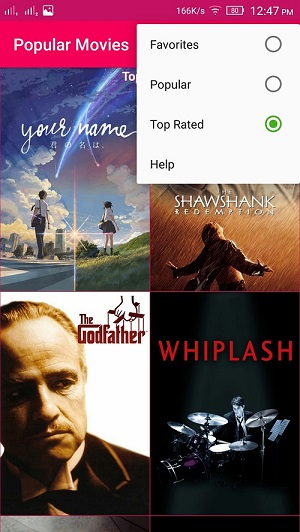 166K/s 80 12:47 PM
Popular Movies
Favorites
Popular
Top Rated
Help
To
your name.
君の名は。
THE
SHAWSHANK
REDEMPTION
The
Godfather
WHIPLASH